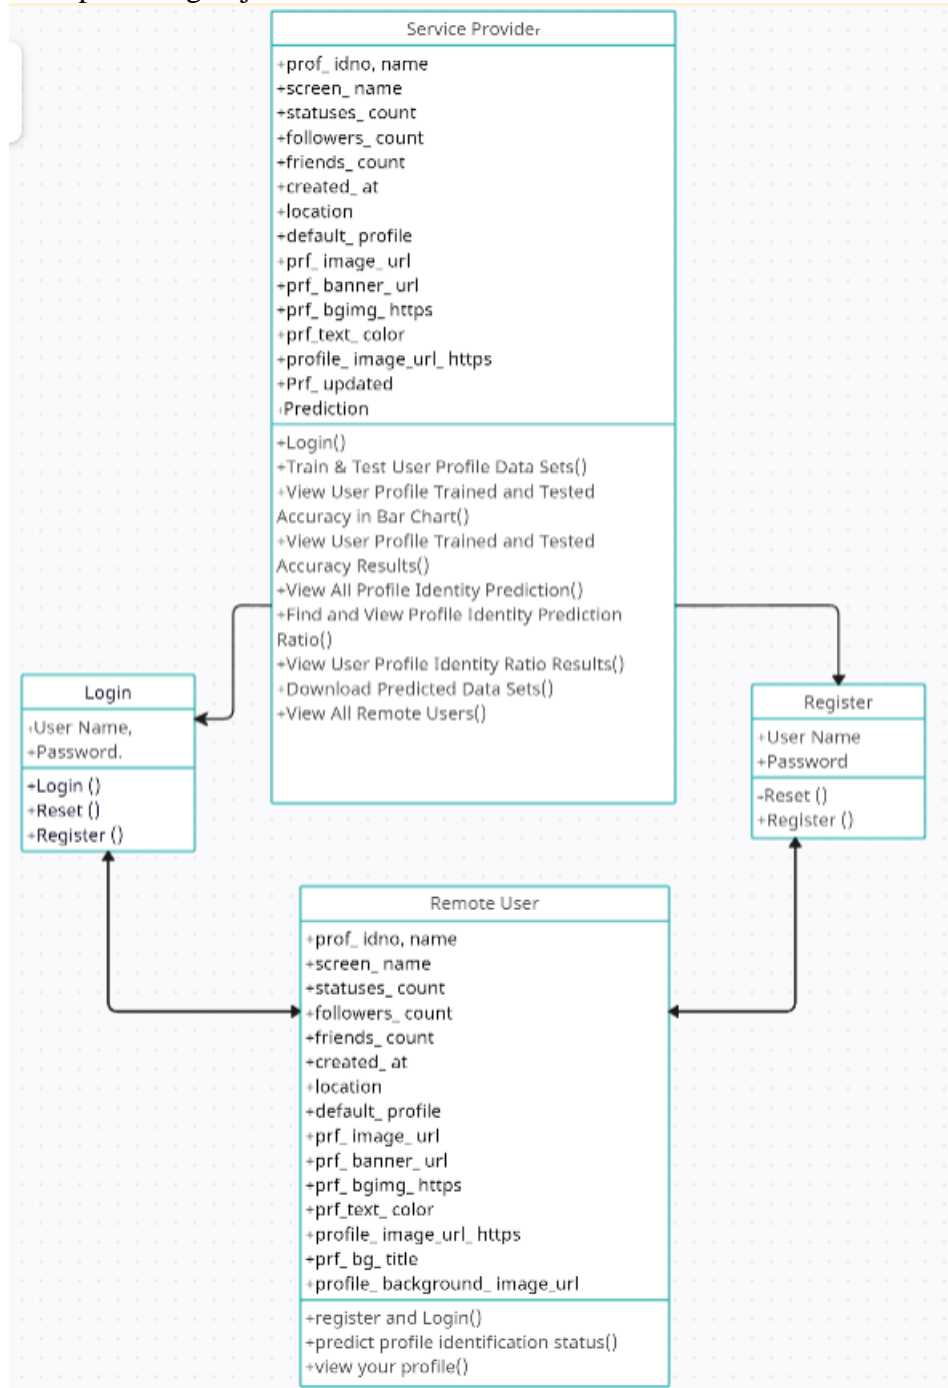 Service Provider
+prof_ idno, name
+screen_ name
+statuses_ count
+followers_ count
+friends_ count
+created_ at
+location
+default_ profile
+prf_ image_ url
+prf_ banner_ url
+prf_ bgimg_ https
+prf_text_ color
+profile_ image_url_ https
+Prf_ updated
+Prediction
+Login()
+Train & Test User Profile Data Sets()
+View User Profile Trained and Tested
Accuracy in Bar Chart()
+View User Profile Trained and Tested
Accuracy Results()
+View All Profile Identity Prediction()
+Find and View Profile Identity Prediction
Ratio()
+View User Profile Identity Ratio Results()
+Download Predicted Data Sets()
+View All Remote Users()
Login
+User Name,
+Password.
+Login ()
+Reset ()
+Register ()
Register
+User Name
+Password
+Reset ()
+Register ()
Remote User
+prof_ idno, name
+screen_ name
+statuses_ count
+followers_ count
+friends_ count
+created_ at
+location
+default_ profile
+prf_ image_ url
+prf_ banner_ url
+prf_ bgimg_ https
+prf_text_ color
+profile_ image_url_ https
+prf_ bg_ title
+profile_ background_ image_url
+register and Login()
+predict profile identification status()
+view your profile()